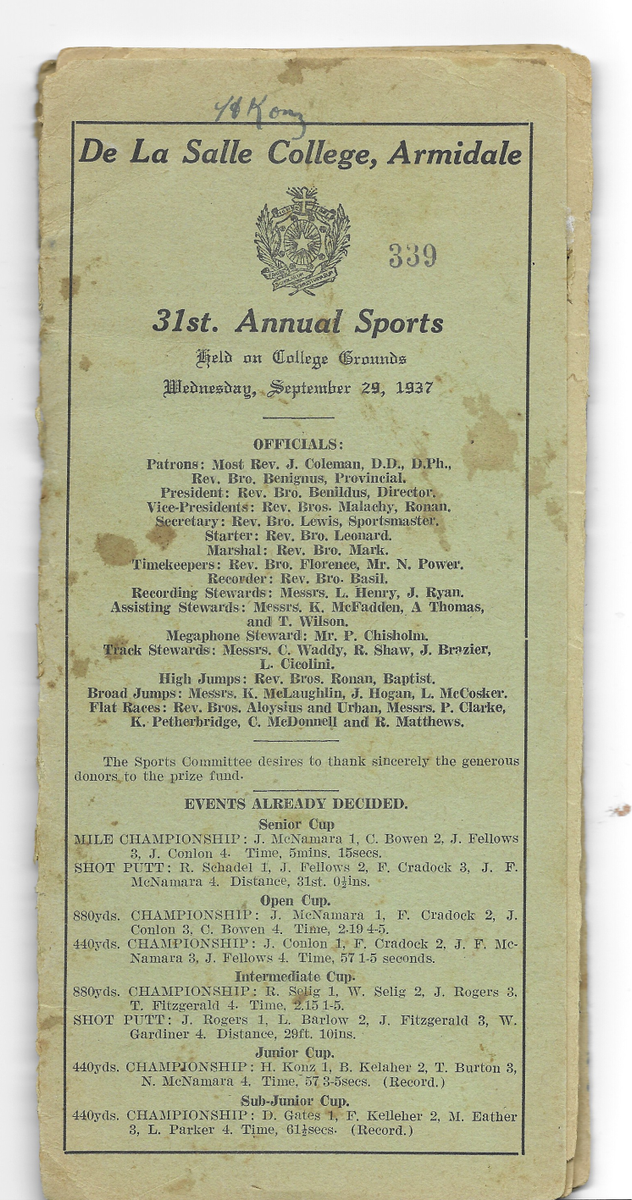 H Konz
De La Salle College, Armidale
339
31st. Annual Sports
Held on College Grounds
Wednesday, September 29, 1937
OFFICIALS:
Patrons: Most Rev. J. Coleman, D.D., D.Ph.,
Rev. Bro. Benignus, Provincial.
President: Rev. Bro. Benildus, Director.
Vice-Presidents: Rev. Bros. Malachy, Ronan.
Secretary: Rev. Bro. Lewis, Sportsmaster.
Starter: Rev. Bro. Leonard.
Marshal: Rev. Bro. Mark.
Timekeepers: Rev. Bro. Florence, Mr. N. Power.
Recorder: Rev. Bro. Basil.
Recording Stewards: Messrs. L. Henry, J. Ryan.
Assisting Stewards: Messrs. K. McFadden, A Thomas,
and T. Wilson.
Megaphone Steward: Mr. P. Chisholm.
Track Stewards: Messrs. C. Waddy, R. Shaw, J. Brazier,
L. Cicolini.
High Jumps: Rev. Bros. Ronan, Baptist.
Broad Jumps: Messrs. K. McLaughlin, J. Hogan, L. McCosker.
Flat Races: Rev. Bros. Aloysius and Urban, Messrs. P. Clarke,
K. Petherbridge, C. McDonnell and R. Matthews.
The Sports Committee desires to thank sincerely the generous
donors to the prize fund.
EVENTS ALREADY DECIDED.
Senior Cup
MILE CHAMPIONSHIP: J. McNamara 1, C. Bowen 2, J. Fellows
3, J. Conlon 4. Time, 5mins. 15secs.
SHOT PUTT: R. Schadel 1, J. Fellows 2, F. Cradock 3, J. F.
McNamara 4. Distance, 31st. 0½ins.
Open Cup.
880yds. CHAMPIONSHIP: J. McNamara 1, F. Cradock 2, J.
Conlon 3, C. Bowen 4. Time, 2.19 4-5.
440yds. CHAMPIONSHIP: J. Conlon 1, F. Cradock 2, J. F. Mc-
Namara 3, J. Fellows 4. Time, 57 1-5 seconds.
Intermediate Cup.
880yds. CHAMPIONSHIP: R. Selig 1, W. Selig 2, J. Rogers 3,
T. Fitzgerald 4. Time, 2.15 1-5.
SHOT PUTT: J. Rogers 1, L. Barlow 2, J. Fitzgerald 3, W.
Gardiner 4. Distance, 29ft. 10ins.
Junior Cup.
440yds. CHAMPIONSHIP: H. Konz 1, B. Kelaher 2, T. Burton 3,
N. McNamara 4. Time, 57 3-5secs. (Record.)
Sub-Junior Cup.
440yds. CHAMPIONSHIP: D. Gates 1, F. Kelleher 2, M. Eather
3, L. Parker 4. Time, 61½secs. (Record.)